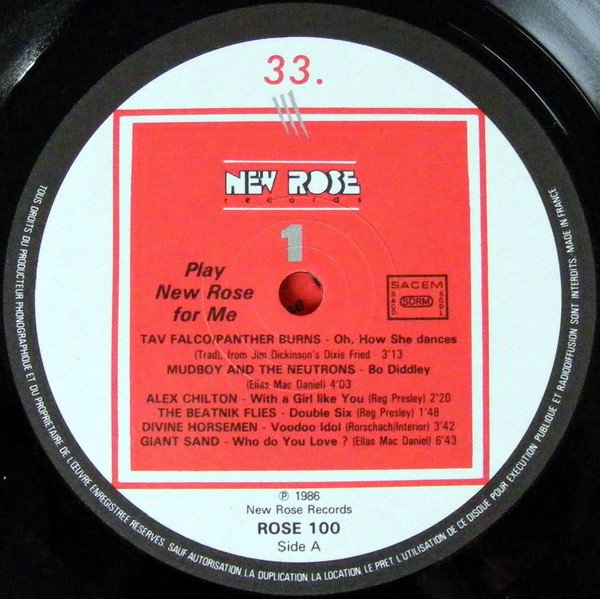 33.
NEW ROSE
records
1
Play
New Rose
for Me
SACEM
SACD
SDRM
SGDL
TAV FALCO/PANTHER BURNS - Oh, How She dances
(Trad), from Jim Dickinson's Dixie Fried - 3'13
MUDBOY AND THE NEUTRONS - Bo Diddley
(Elias Mac Daniel) 4'03
ALEX CHILTON - With a Girl like You (Reg Presley) 2'20
THE BEATNIK FLIES - Double Six (Reg Presley) 1'48
DIVINE HORSEMEN - Voodoo Idol (Rorschach/Interior) 3'42
GIANT SAND - Who do You Love ? (Elias Mac Daniel) 6'43
℗ 1986
New Rose Records
ROSE 100
Side A
TOUS DROITS DU PRODUCTEUR PHONOGRAPHIQUE ET DU PROPRIETAIRE DE L'ŒUVRE ENREGISTREE RESERVES. SAUF AUTORISATION, LA DUPLICATION, LA LOCATION, LE PRET, L'UTILISATION DE CE DISQUE POUR EXECUTION PUBLIQUE ET RADIODIFFUSION SONT INTERDITS. MADE IN FRANCE